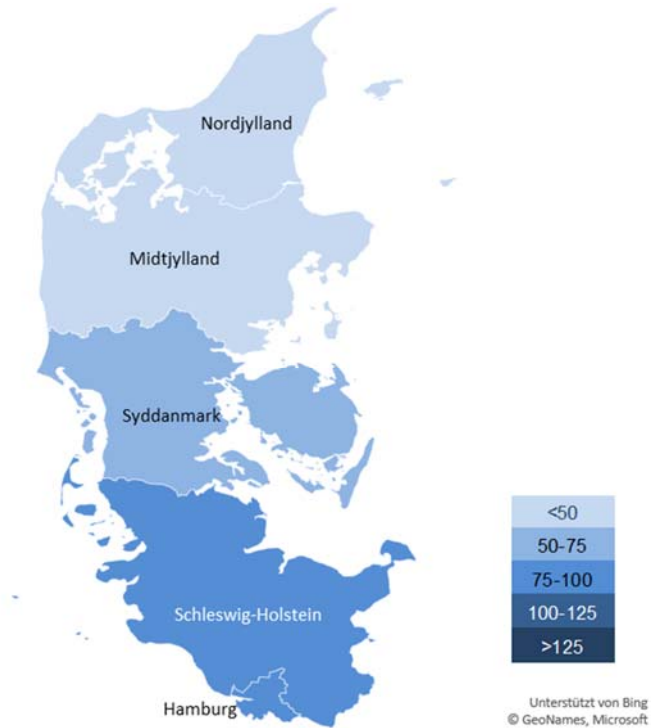 Nordjylland
Midtjylland
Syddanmark
Schleswig-Holstein
Hamburg
<50
50-75
75-100
100-125
>125
Unterstützt von Bing
© GeoNames, Microsoft